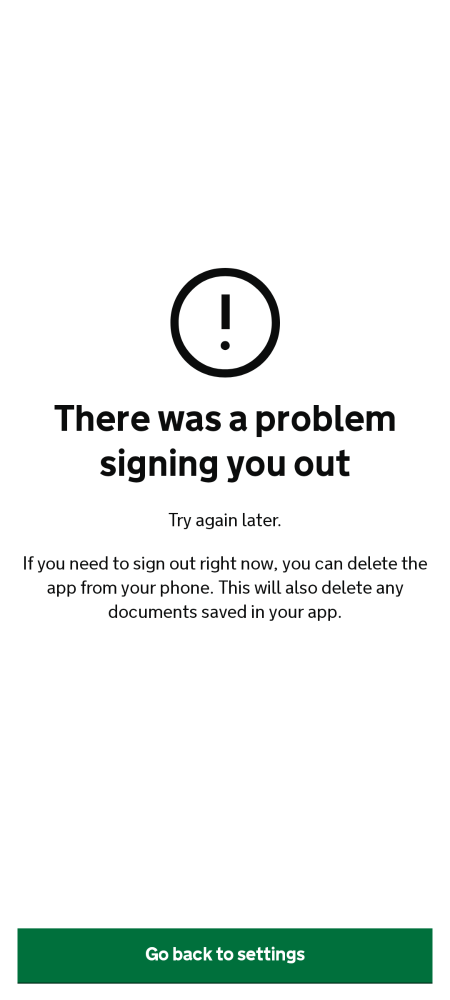 There was a problem
signing you out
Try again later.
If you need to sign out right now, you can delete the
app from your phone. This will also delete any
documents saved in your app.
Go back to settings